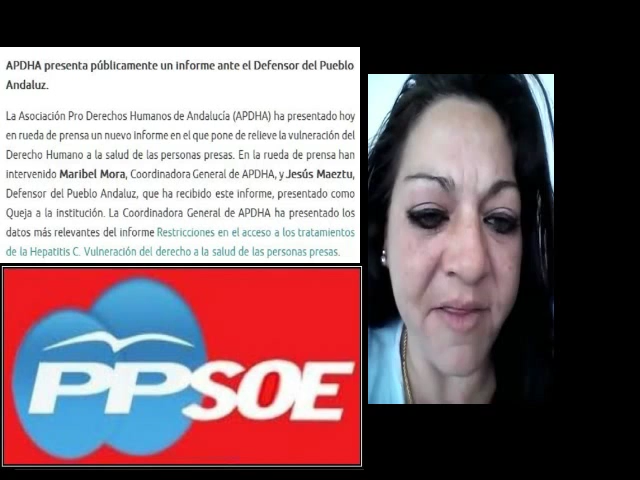 APDHA presenta públicamente un informe ante el Defensor del Pueblo
Andaluz.
La Asociación Pro Derechos Humanos de Andalucía (APDHA) ha presentado hoy
en rueda de prensa un nuevo informe en el que pone de relieve la vulneración del
Derecho Humano a la salud de las personas presas. En la rueda de prensa han
intervenido Maribel Mora, Coordinadora General de APDHA, y Jesús Maeztu,
Defensor del Pueblo Andaluz, que ha recibido este informe, presentado como
Queja a la institución. La Coordinadora General de APDHA ha presentado los
datos más relevantes del informe Restricciones en el acceso a los tratamientos
de la Hepatitis C. Vulneración del derecho a la salud de las personas presas.
PPSOE